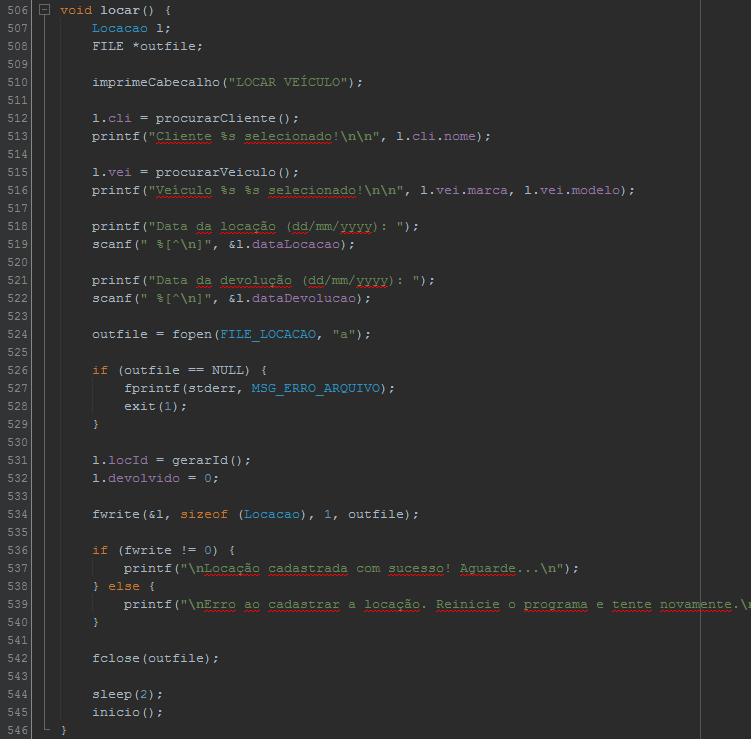 506 void locar() {
507 Locacao l;
508 FILE *outfile;
509
510 imprimeCabecalho("LOCAR VEÍCULO");
511
512 l.cli = procurarCliente();
513 printf("Cliente %s selecionado!\n\n", l.cli.nome);
514
515 l.vei = procurarVeiculo();
516 printf("Veículo %s %s selecionado!\n\n", l.vei.marca, l.vei.modelo);
517
518 printf("Data da locação (dd/mm/yyyy): ");
519 scanf(" %[^\n]", &l.dataLocacao);
520
521 printf("Data da devolução (dd/mm/yyyy): ");
522 scanf(" %[^\n]", &l.dataDevolucao);
523
524 outfile = fopen(FILE_LOCACAO, "a");
525
526 if (outfile == NULL) {
527 fprintf(stderr, MSG_ERRO_ARQUIVO);
528 exit(1);
529 }
530
531 l.locId = gerarId();
532 l.devolvido = 0;
533
534 fwrite(&l, sizeof (Locacao), 1, outfile);
535
536 if (fwrite != 0) {
537 printf("\nLocação cadastrada com sucesso! Aguarde...\n");
538 } else {
539 printf("\nErro ao cadastrar a locação. Reinicie o programa e tente novamente.\n
540 }
541
542 fclose(outfile);
543
544 sleep(2);
545 inicio();
546 }